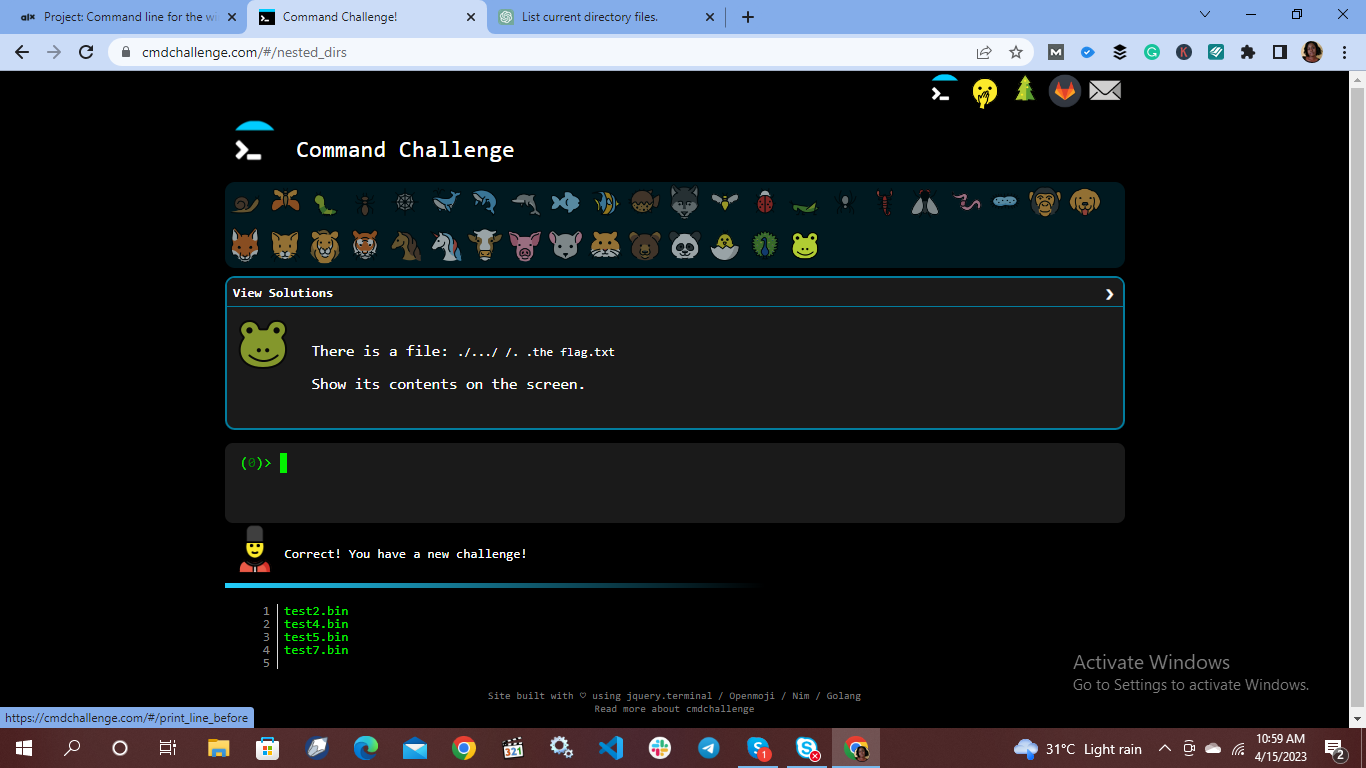 alx Project: Command line for the wi
Command Challenge!
List current directory files.
cmdchallenge.com/#/nested_dirs
Command Challenge
View Solutions
There is a file: ./.../ /. .the flag.txt
Show its contents on the screen.
(0)>
Correct! You have a new challenge!
1 test2.bin
2 test4.bin
3 test5.bin
4 test7.bin
5
Activate Windows
Go to Settings to activate Windows.
Site built with ♡ using jquery.terminal / Openmoji / Nim / Golang
Read more about cmdchallenge
https://cmdchallenge.com/#/print_line_before
31°C Light rain
10:59 AM
4/15/2023